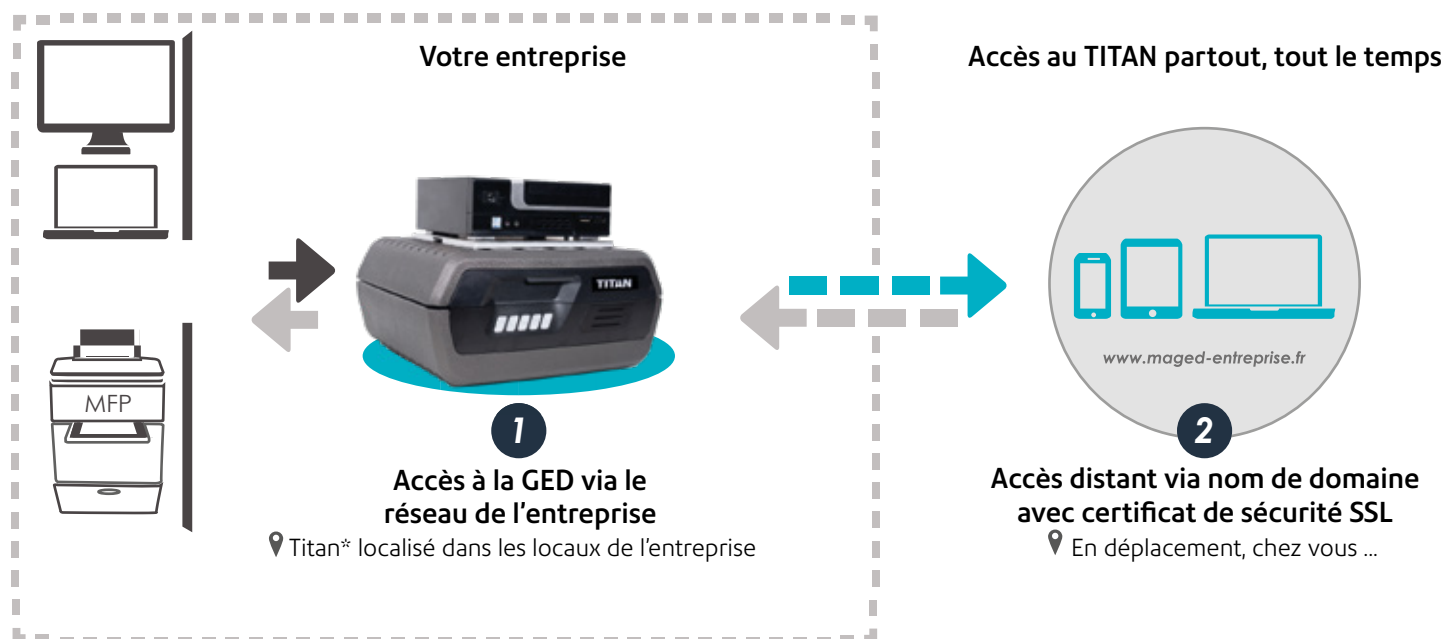 Votre entreprise
Accès au TITAN partout, tout le temps
TITAN
MFP
www.maged-entreprise.fr
1
Accès à la GED via le
réseau de l'entreprise
Titan* localisé dans les locaux de l'entreprise
2
Accès distant via nom de domaine
avec certificat de sécurité SSL
En déplacement, chez vous ...